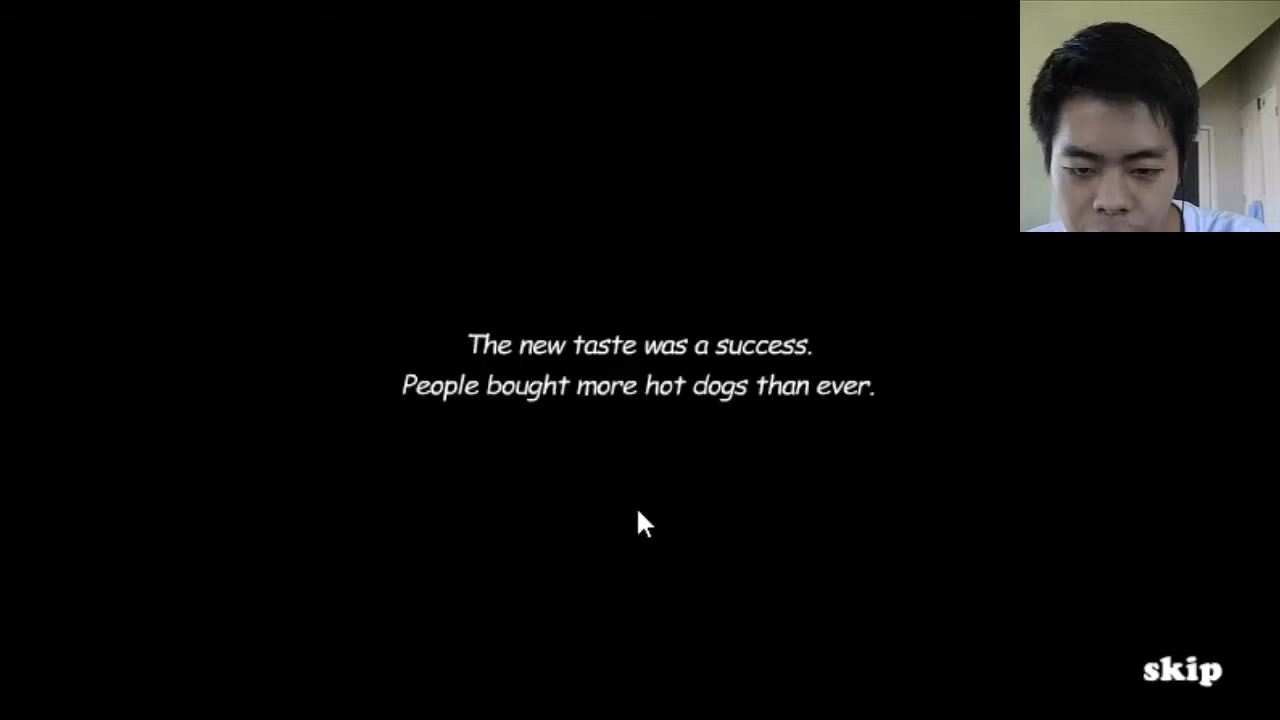 The new taste was a success.
People bought more hot dogs than ever.
skip